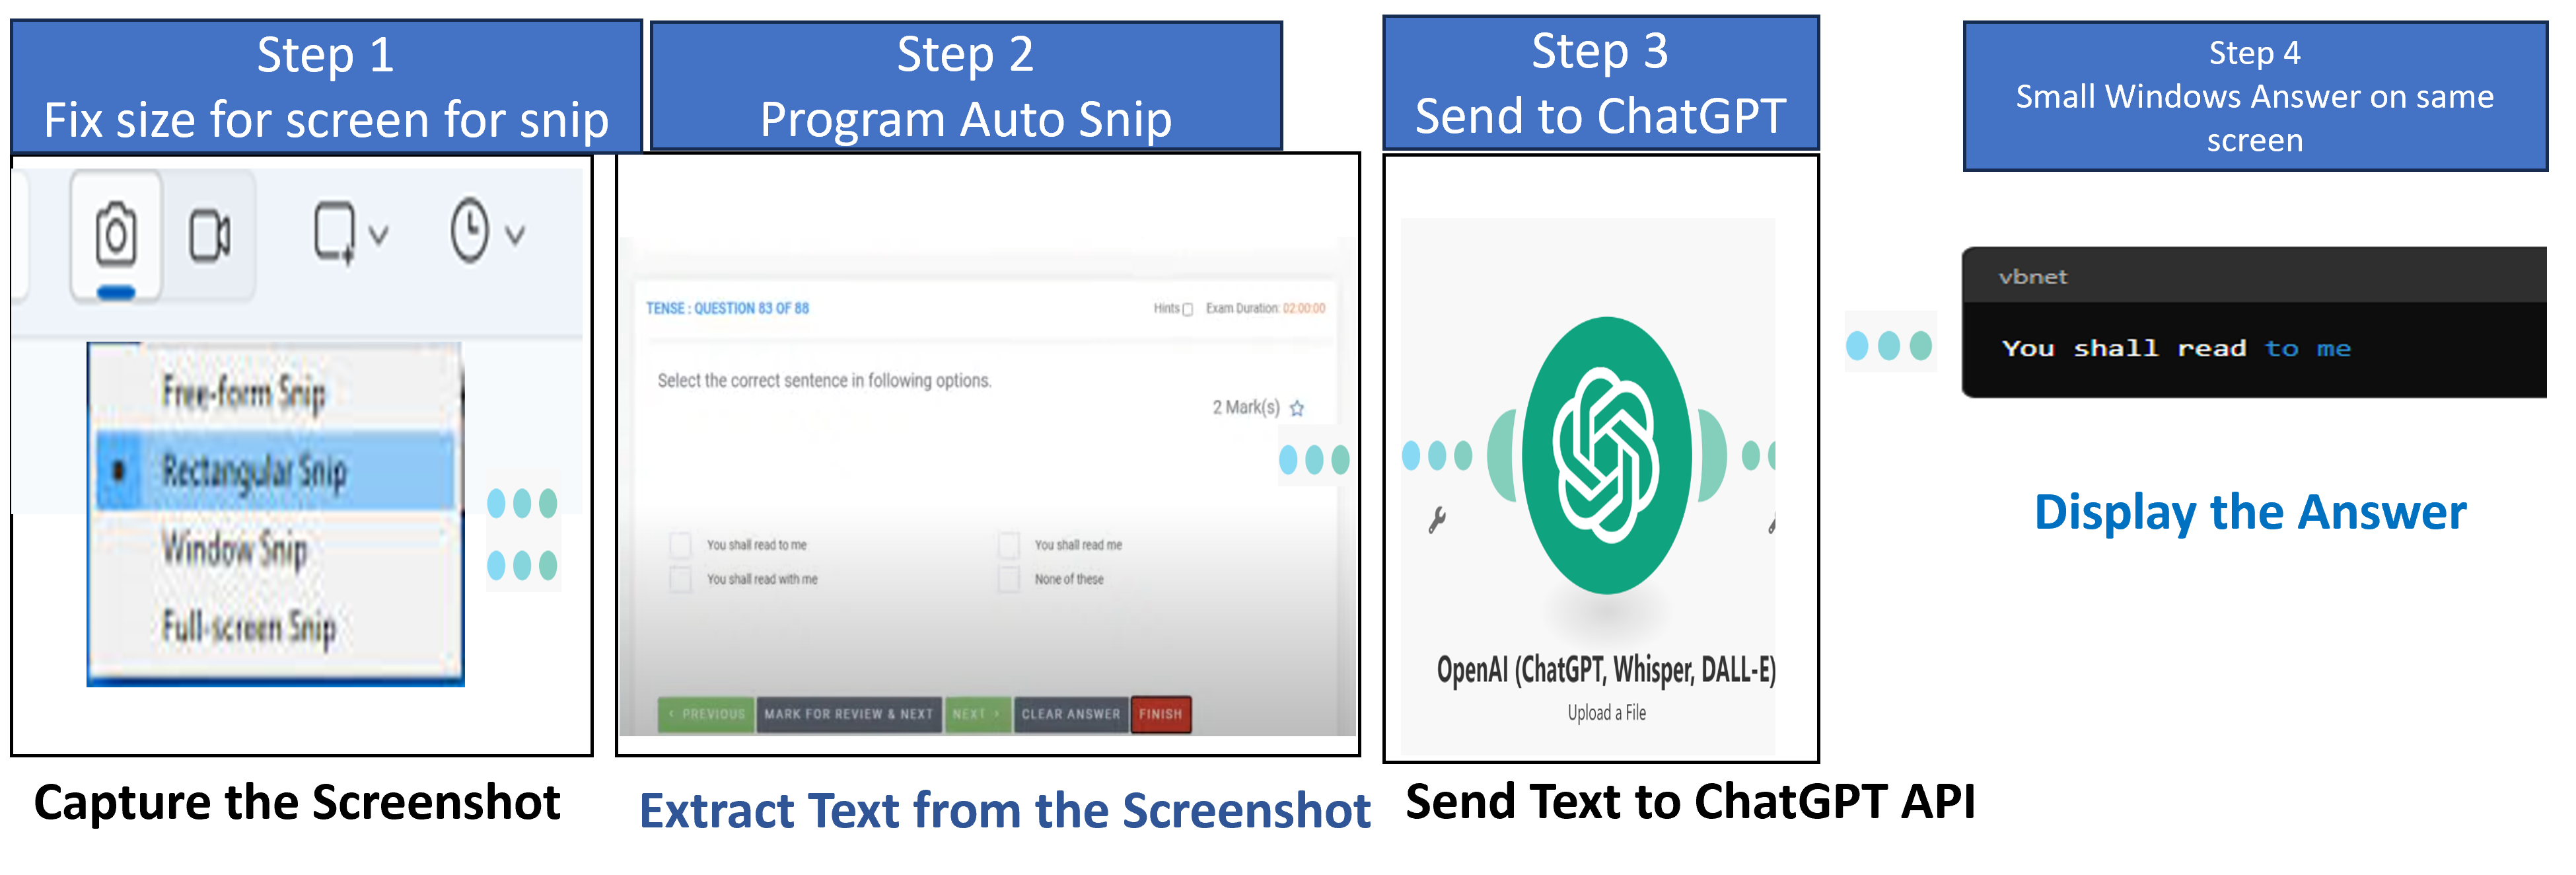 Step 1
Fix size for screen for snip
Free-form Snip
Rectangular Snip
Window Snip
Full-screen Snip
Capture the Screenshot
Step 2
Program Auto Snip
TENSE : QUESTION 83 OF 88
Hints
Exam Duration: 02:00:00
Select the correct sentence in following options.
2 Mark(s)
You shall read to me
You shall read me
You shall read with me
None of these
‹ PREVIOUS
MARK FOR REVIEW & NEXT
NEXT ›
CLEAR ANSWER
FINISH
Extract Text from the Screenshot
Step 3
Send to ChatGPT
OpenAI (ChatGPT, Whisper, DALL-E)
Upload a File
Send Text to ChatGPT API
Step 4
Small Windows Answer on same
screen
vbnet
You shall read to me
Display the Answer